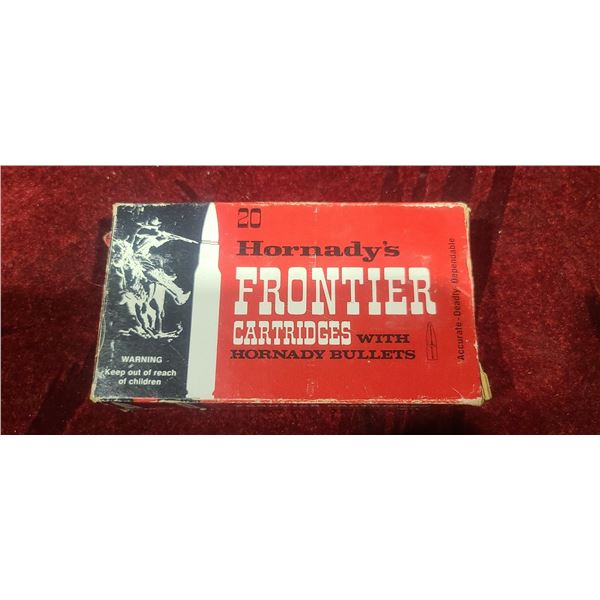 20
Hornady's
FRONTIER
CARTRIDGES WITH
HORNADY BULLETS
Accurate - Deadly Dependable
WARNING
Keep out of reach
of children